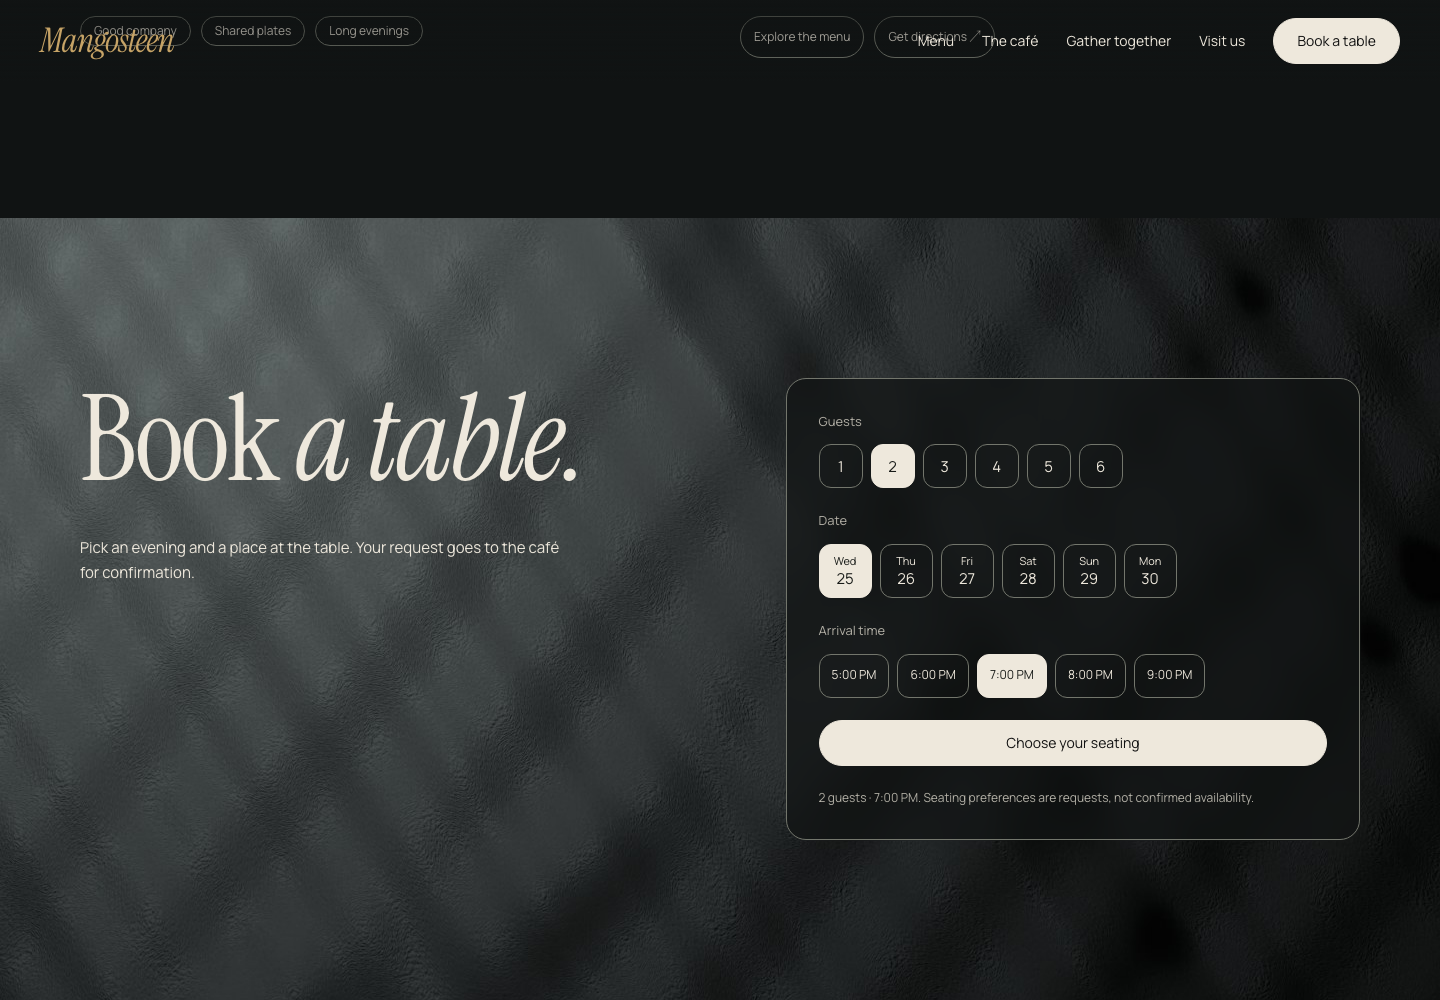 Good company
Shared plates
Long evenings
Explore the menu
Get directions ↗
Mangosteen
Menu
The café
Gather together
Visit us
Book a table
Book a table.
Pick an evening and a place at the table. Your request goes to the café
for confirmation.
Guests
1 2 3 4 5 6
Date
Wed Thu Fri Sat Sun Mon
25 26 27 28 29 30
Arrival time
5:00 PM 6:00 PM 7:00 PM 8:00 PM 9:00 PM
Choose your seating
2 guests · 7:00 PM. Seating preferences are requests, not confirmed availability.